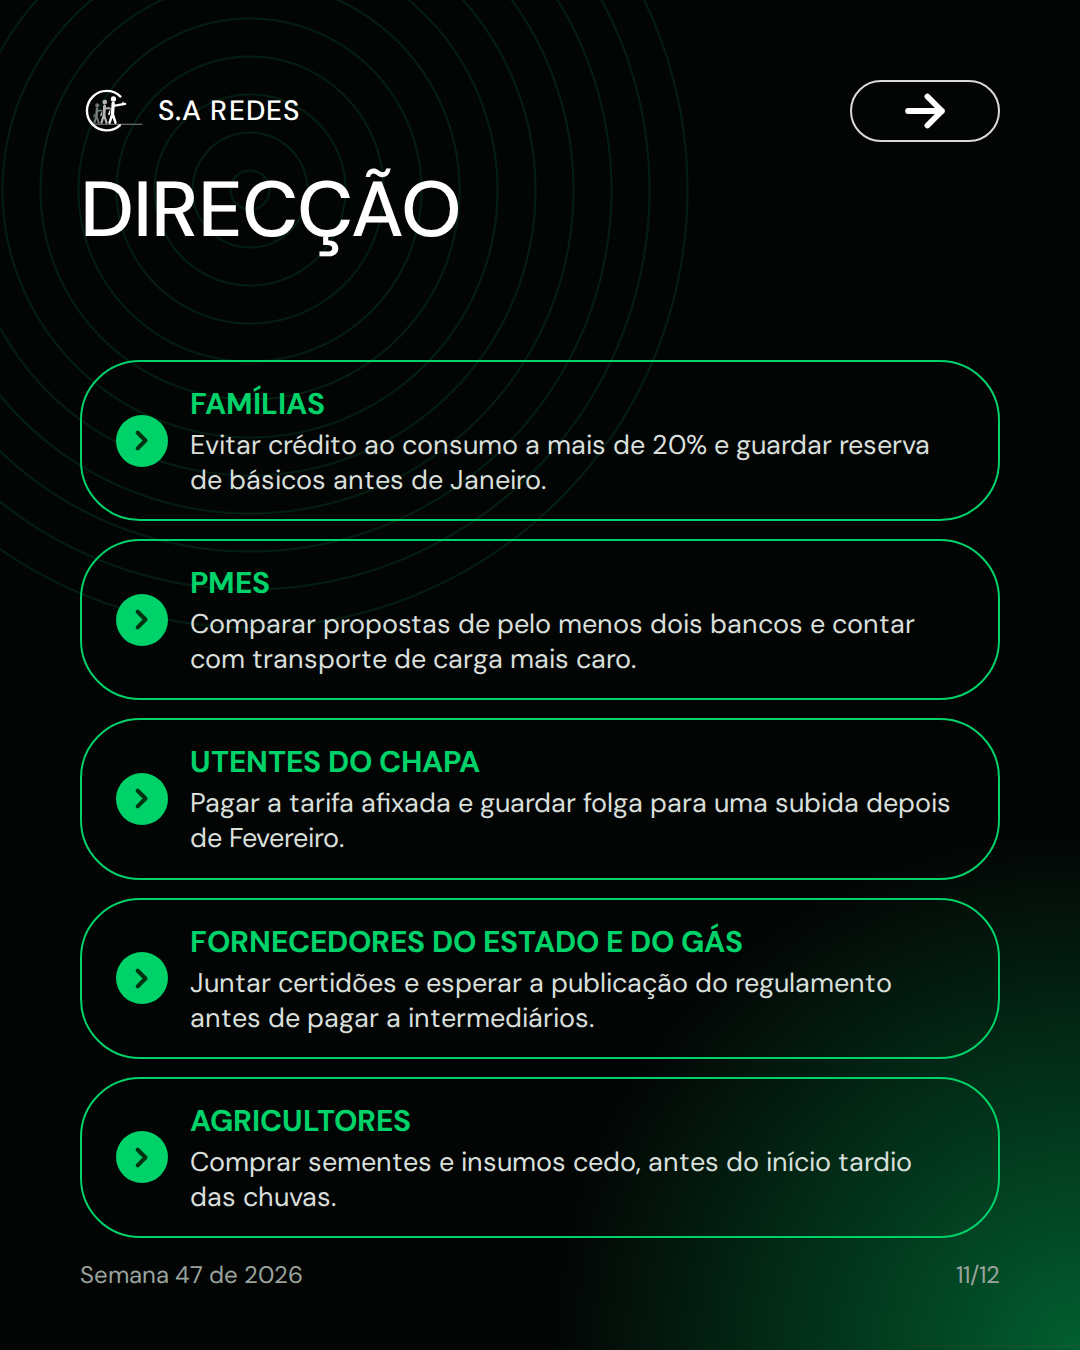 S.A REDES
DIRECÇÃO
FAMÍLIAS
Evitar crédito ao consumo a mais de 20% e guardar reserva
de básicos antes de Janeiro.
PMES
Comparar propostas de pelo menos dois bancos e contar
com transporte de carga mais caro.
UTENTES DO CHAPA
Pagar a tarifa afixada e guardar folga para uma subida depois
de Fevereiro.
FORNECEDORES DO ESTADO E DO GÁS
Juntar certidões e esperar a publicação do regulamento
antes de pagar a intermediários.
AGRICULTORES
Comprar sementes e insumos cedo, antes do início tardio
das chuvas.
Semana 47 de 2026
11/12